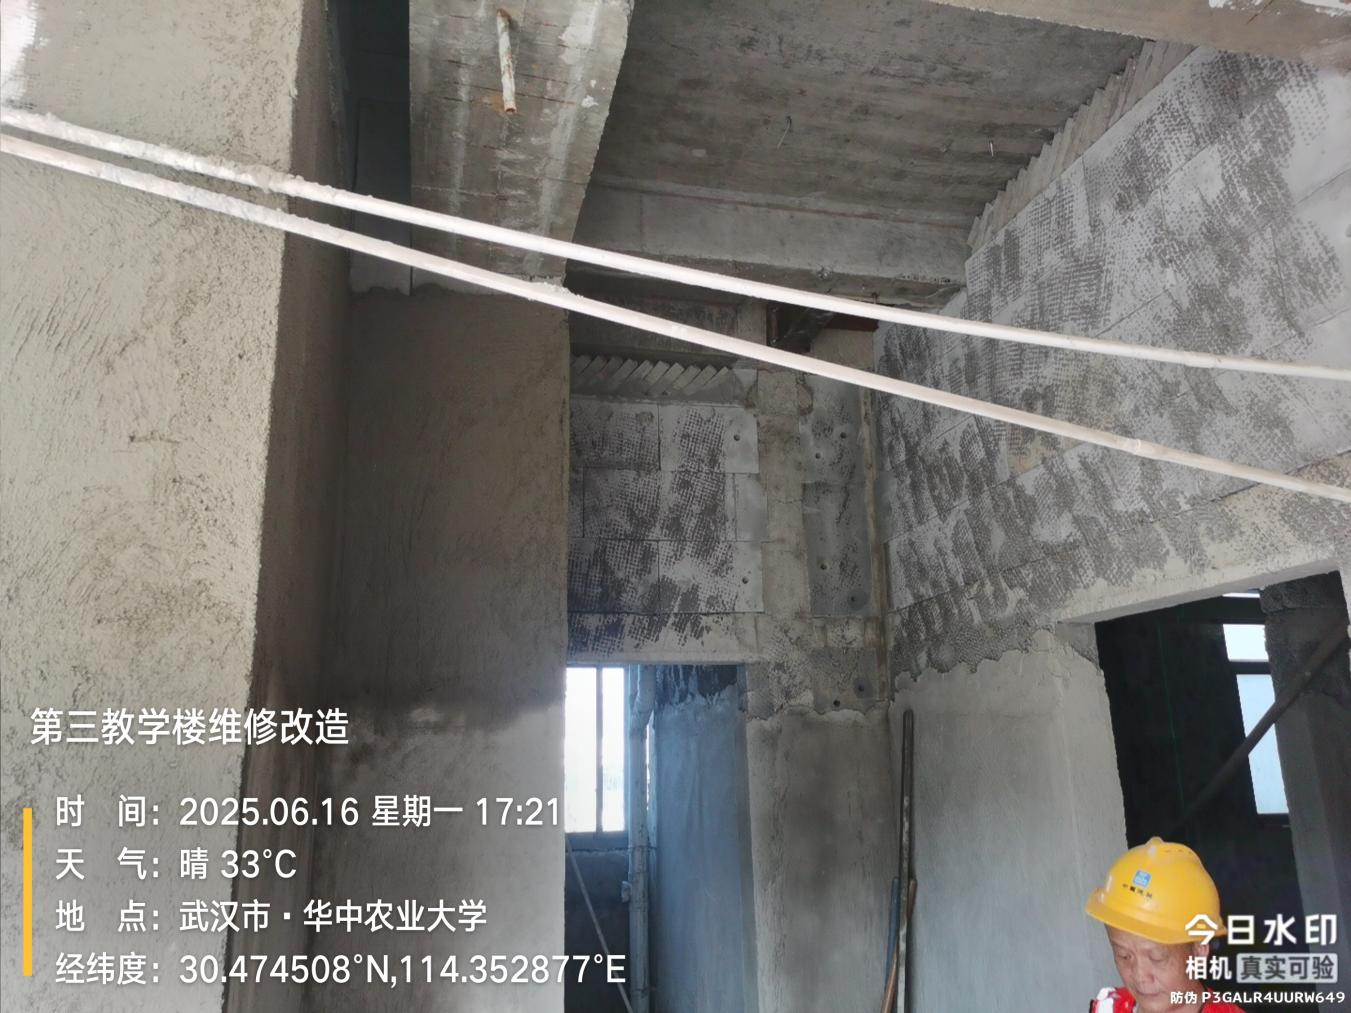 第三教学楼维修改造
时 间：2025.06.16 星期一 17:21
天 气：晴 33°C
地 点：武汉市·华中农业大学
经纬度：30.474508°N,114.352877°E
今日水印
相机 真实可验
防伪 P3GALR4UURW649